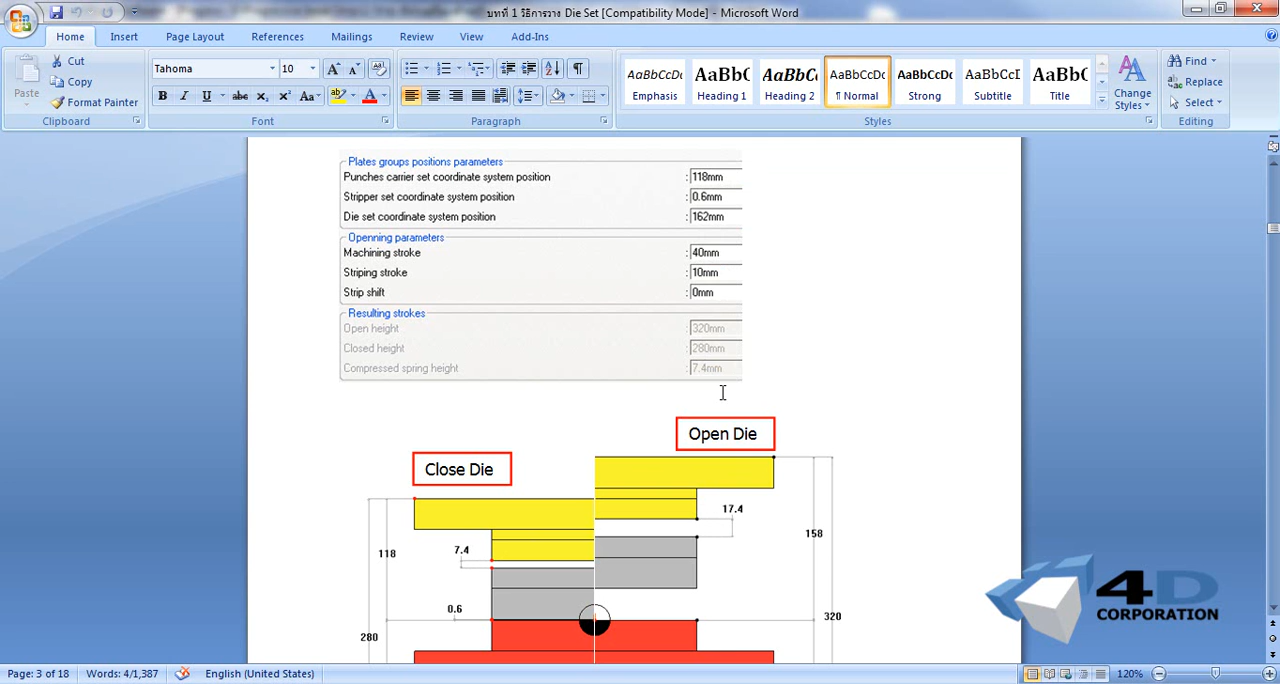 บทที่ 1 วิธีการวาง Die Set [Compatibility Mode] - Microsoft Word
Home Insert Page Layout References Mailings Review View Add-Ins
Paste
Cut
Copy
Format Painter
Clipboard
Tahoma 10
Font
Paragraph
AaBbCcDc AaBbC AaBbCc AaBbCcDc AaBbCcDc AaBbCcI AaBbC
Emphasis Heading 1 Heading 2 ¶ Normal Strong Subtitle Title
Change Styles
Styles
Find
Replace
Select
Editing
Plates groups positions parameters
Punches carrier set coordinate system position : 118mm
Stripper set coordinate system position : 0.6mm
Die set coordinate system position : 162mm
Openning parameters
Machining stroke : 40mm
Striping stroke : 10mm
Strip shift : 0mm
Resulting strokes
Open height : 320mm
Closed height : 280mm
Compressed spring height : 7.4mm
Open Die
Close Die
17.4
118
7.4
158
0.6
320
280
4D
CORPORATION
Page: 3 of 18 Words: 4/1,387 English (United States) 120%